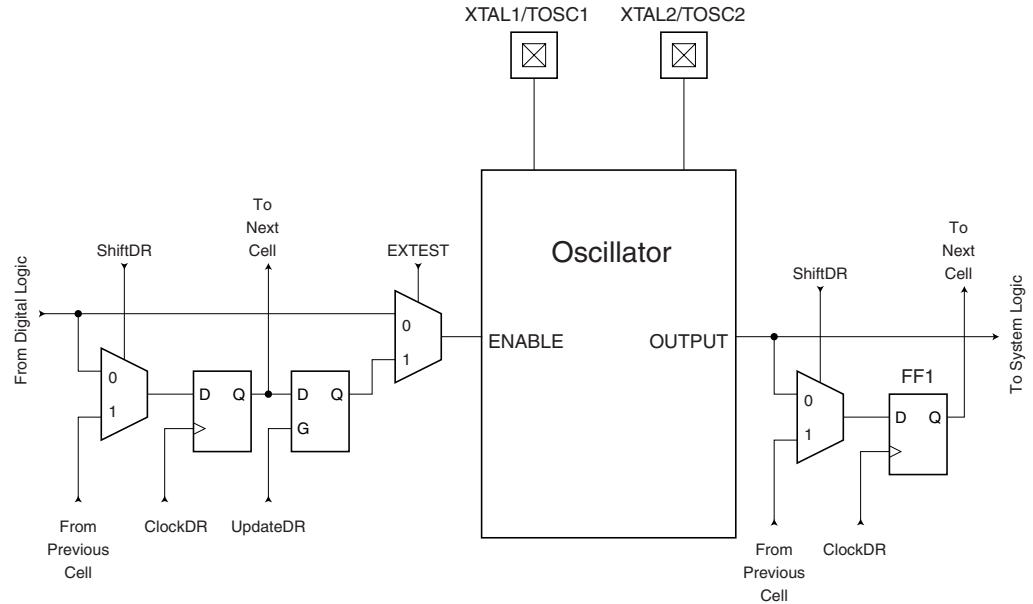 XTAL1/TOSC1
XTAL2/TOSC2
To
Next
Cell
ShiftDR
EXTEST
From Digital Logic
0
1
D
Q
D
Q
G
0
1
From
Previous
Cell
ClockDR
UpdateDR
Oscillator
ENABLE
OUTPUT
To
Next
Cell
ShiftDR
To System Logic
FF1
0
1
D
Q
From
Previous
Cell
ClockDR